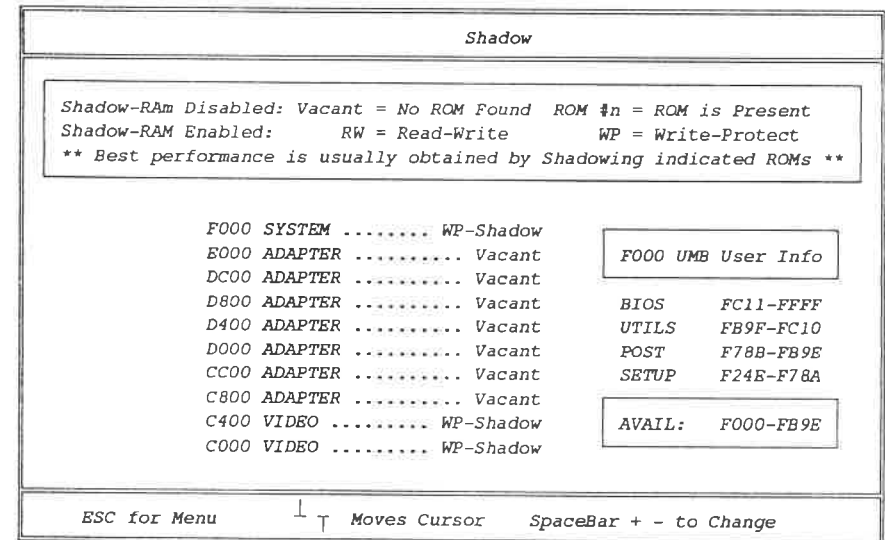 Shadow
Shadow-RAm Disabled: Vacant = No ROM Found ROM #n = ROM is Present
Shadow-RAM Enabled: RW = Read-Write WP = Write-Protect
** Best performance is usually obtained by Shadowing indicated ROMs **
F000 SYSTEM ........ WP-Shadow
E000 ADAPTER .......... Vacant
DC00 ADAPTER .......... Vacant
D800 ADAPTER .......... Vacant
D400 ADAPTER .......... Vacant
D000 ADAPTER .......... Vacant
CC00 ADAPTER .......... Vacant
C800 ADAPTER .......... Vacant
C400 VIDEO ......... WP-Shadow
C000 VIDEO ......... WP-Shadow
F000 UMB User Info
BIOS FC11-FFFF
UTILS FB9F-FC10
POST F78B-FB9E
SETUP F24E-F78A
AVAIL: F000-FB9E
ESC for Menu ┴ ┬ Moves Cursor SpaceBar + - to Change